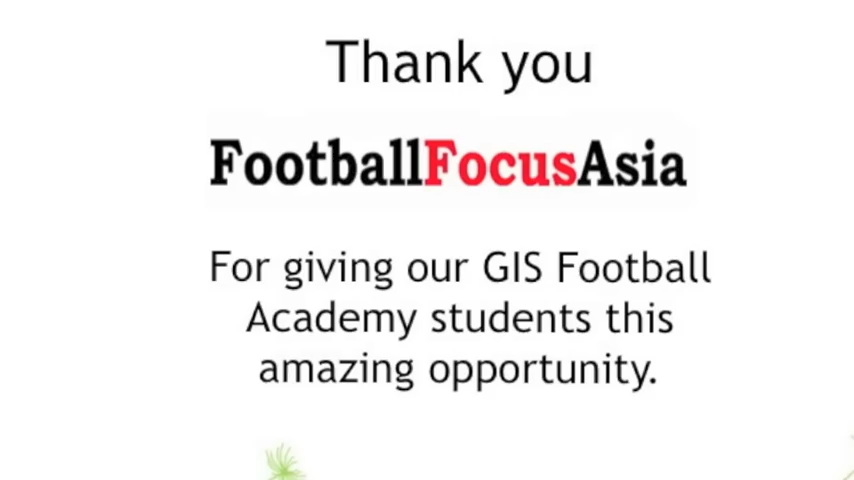 Thank you
FootballFocusAsia
For giving our GIS Football
Academy students this
amazing opportunity.